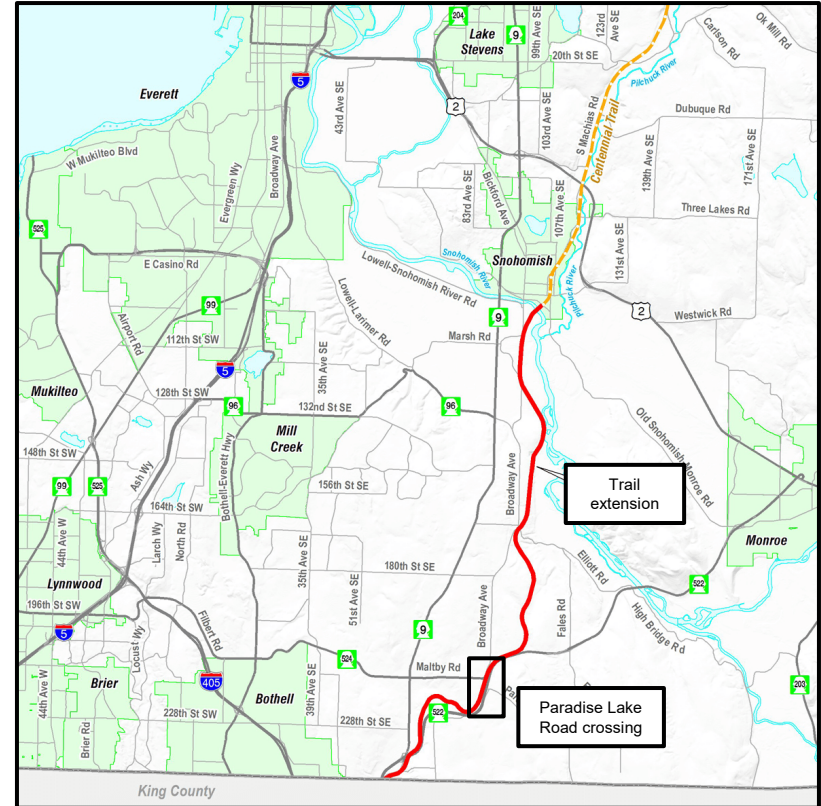 204
Lake
Stevens
9
99th Ave SE
123rd
Ave SE
20th St SE
Carlson Rd
Ok Mill Rd
Pilchuck River
5
Everett
43rd Ave SE
2
103rd Ave SE
S Machias Rd
Centennial Trail
Dubuque Rd
139th Ave SE
171st Ave SE
W Mukilteo Blvd
Evergreen Wy
Broadway Ave
83rd Ave SE
Bickford Ave
107th Ave SE
Three Lakes Rd
525
E Casino Rd
Snohomish River
Snohomish
131st Ave SE
Lowell-Snohomish River Rd
Pilchuck River
99
Lowell-Larimer Rd
9
2
Westwick Rd
Airport Rd
112th St SW
Marsh Rd
5
35th Ave SE
Mukilteo
128th St SW
96
132nd St SE
96
Mill
Creek
Old Snohomish Monroe Rd
148th St SW
Bothell-Everett Hwy
99
525
Ash Wy
156th St SE
Broadway Ave
Trail
extension
164th St SW
44th Ave W
Larch Wy
North Rd
35th Ave SE
Monroe
Lynnwood
180th St SE
Elliott Rd
522
196th St SW
51st Ave SE
Broadway Ave
Fales Rd
High Bridge Rd
5
Locust Wy
Filbert Rd
9
524
Maltby Rd
44th Ave W
Brier
405
Bothell
39th Ave SE
203
228th St SW
228th St SE
522
Paradise Lake
Road crossing
Brier Rd
King County